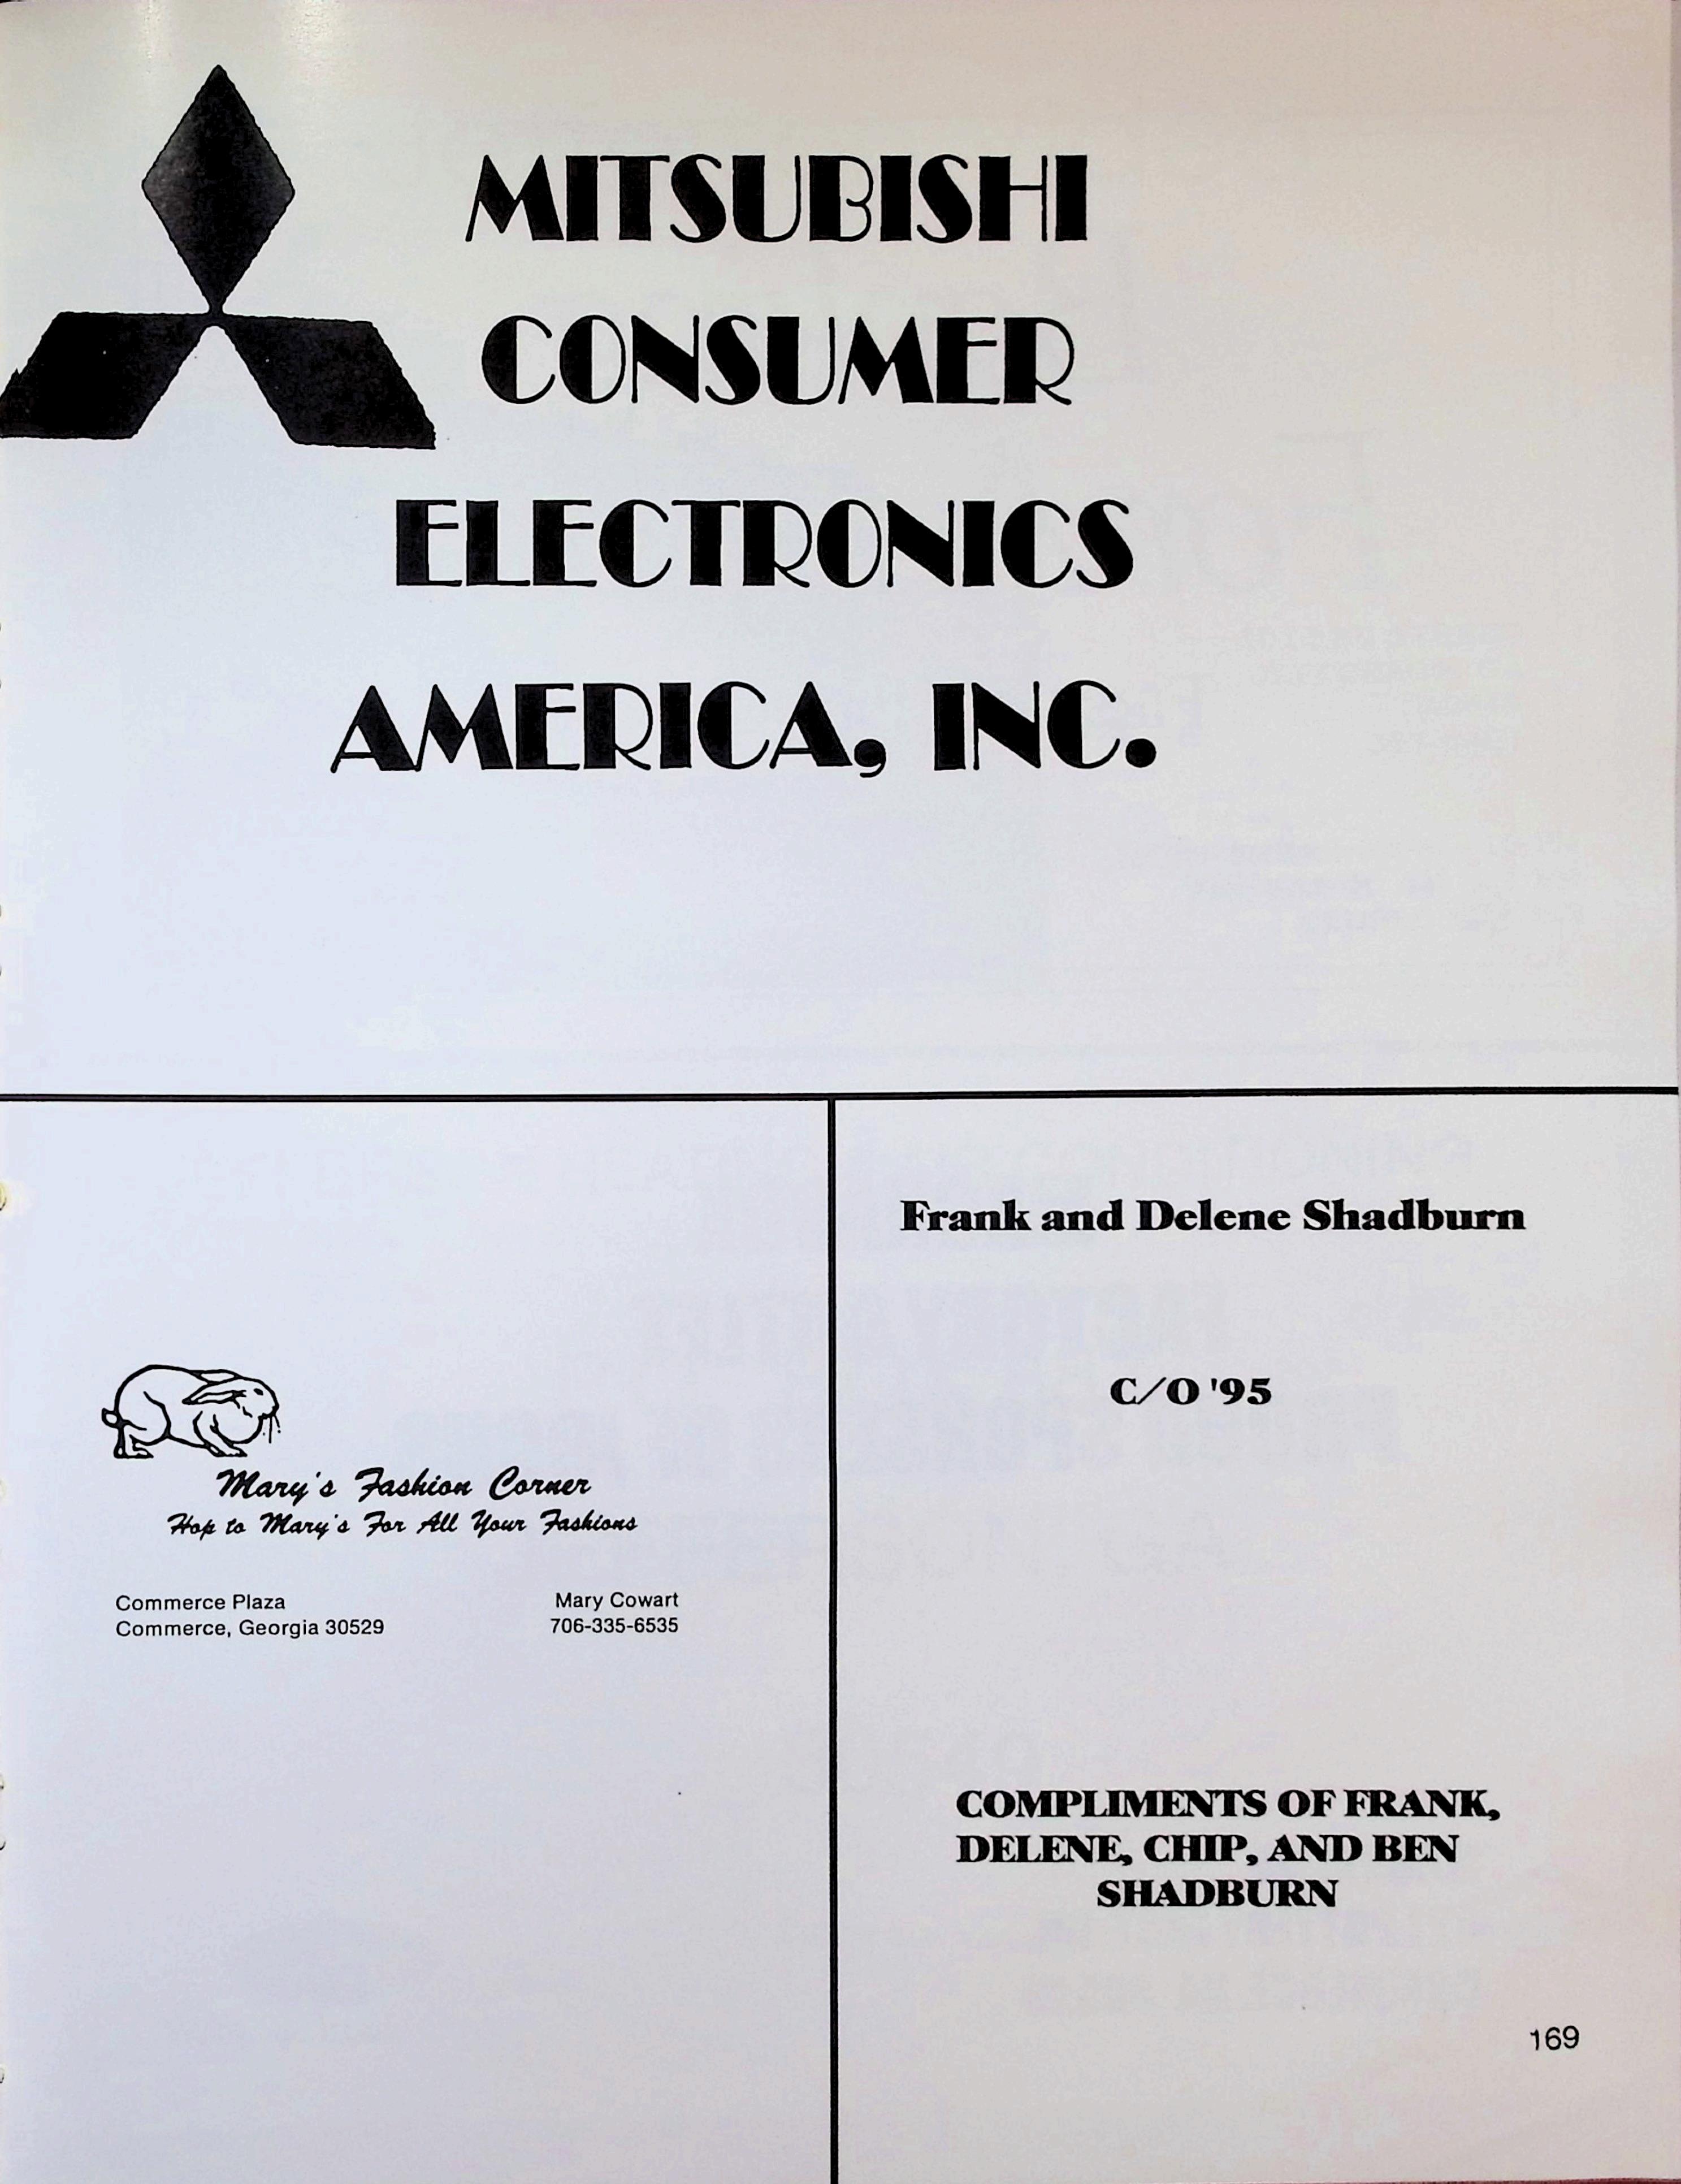 MITSUBISHI
CONSUMER
ELECTRONICS
AMERICA, INC.
Mary's Fashion Corner
Hop to Mary's For All Your Fashions
Commerce Plaza
Commerce, Georgia 30529
Mary Cowart
706-335-6535
Frank and Delene Shadburn
C/O '95
COMPLIMENTS OF FRANK,
DELENE, CHIP, AND BEN
SHADBURN
169